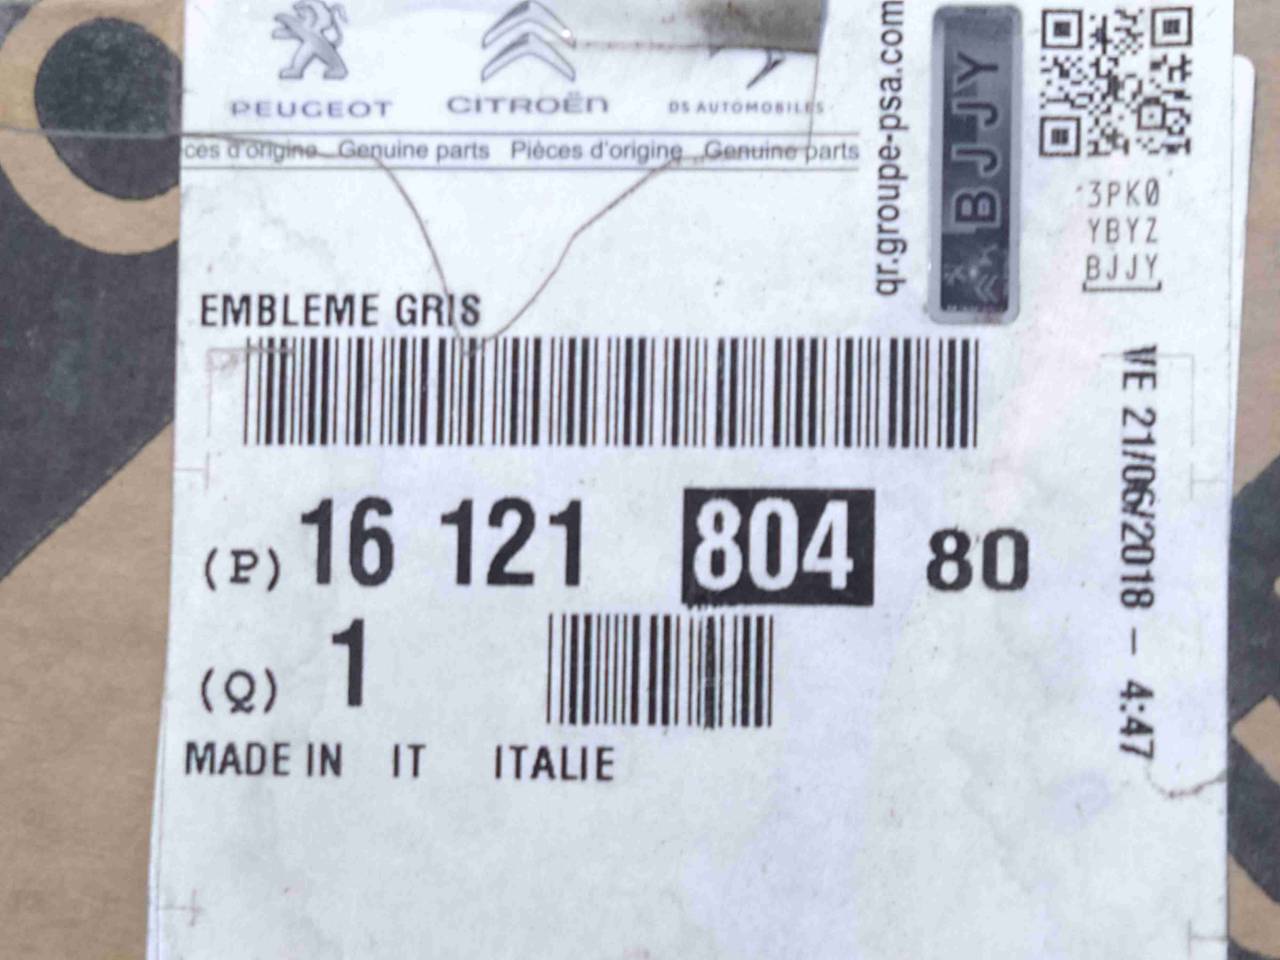 PEUGEOT CITROËN DS AUTOMOBILES
ces d'origine Genuine parts Pièces d'origine Genuine parts
qr.groupe-psa.com
BJJY
3PK0
YBYZ
BJJY
EMBLEME GRIS
(P) 16 121 804 80
(Q) 1
MADE IN IT ITALIE
VE 21/06/2018 - 4:47